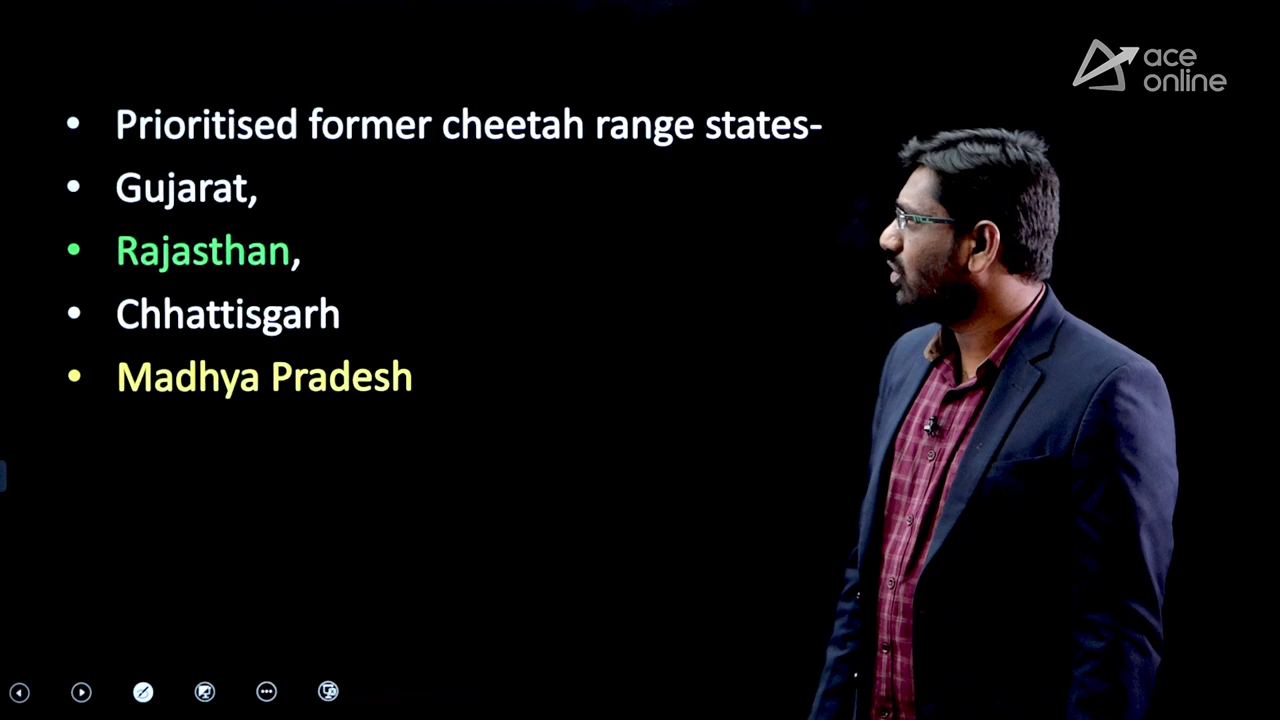 ace
online
• Prioritised former cheetah range states-
• Gujarat,
• Rajasthan,
• Chhattisgarh
• Madhya Pradesh